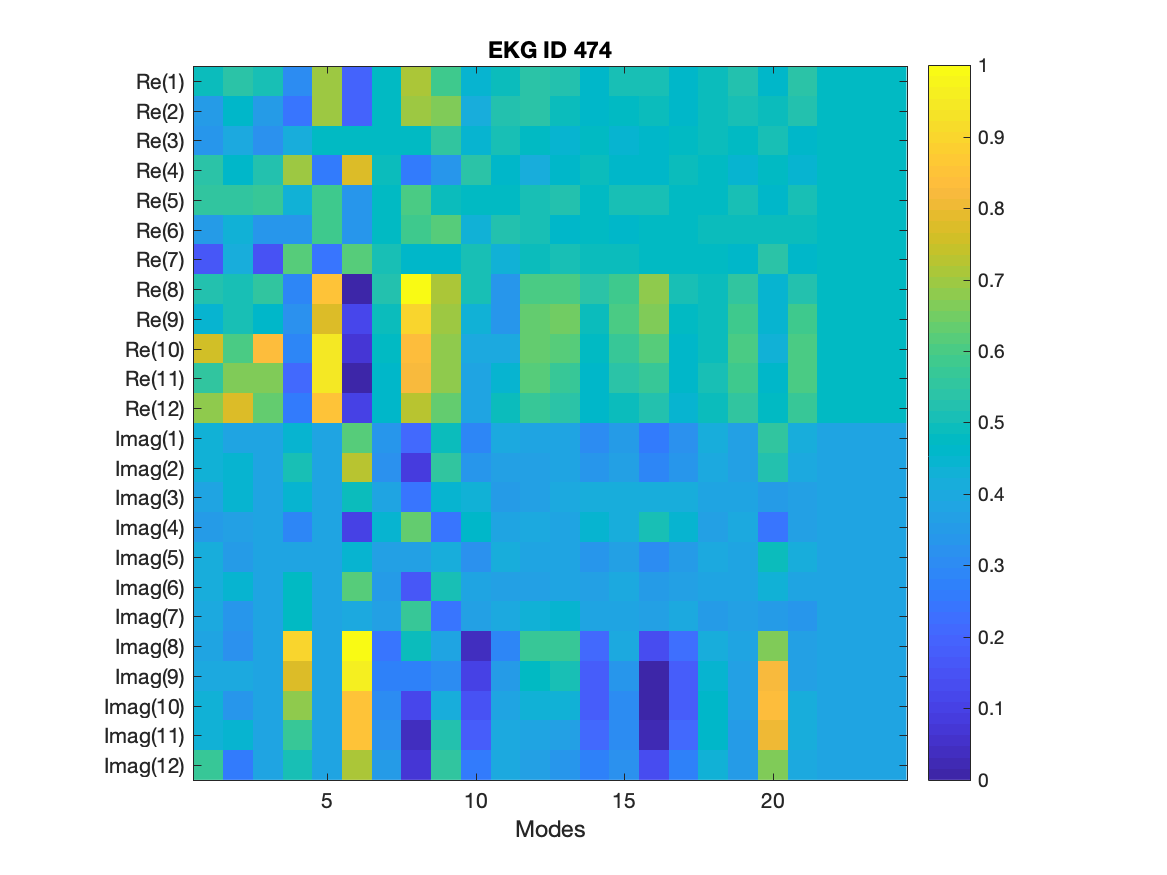 EKG ID 474
Re(1)
Re(2)
Re(3)
Re(4)
Re(5)
Re(6)
Re(7)
Re(8)
Re(9)
Re(10)
Re(11)
Re(12)
Imag(1)
Imag(2)
Imag(3)
Imag(4)
Imag(5)
Imag(6)
Imag(7)
Imag(8)
Imag(9)
Imag(10)
Imag(11)
Imag(12)
5 10 15 20
Modes
1
0.9
0.8
0.7
0.6
0.5
0.4
0.3
0.2
0.1
0